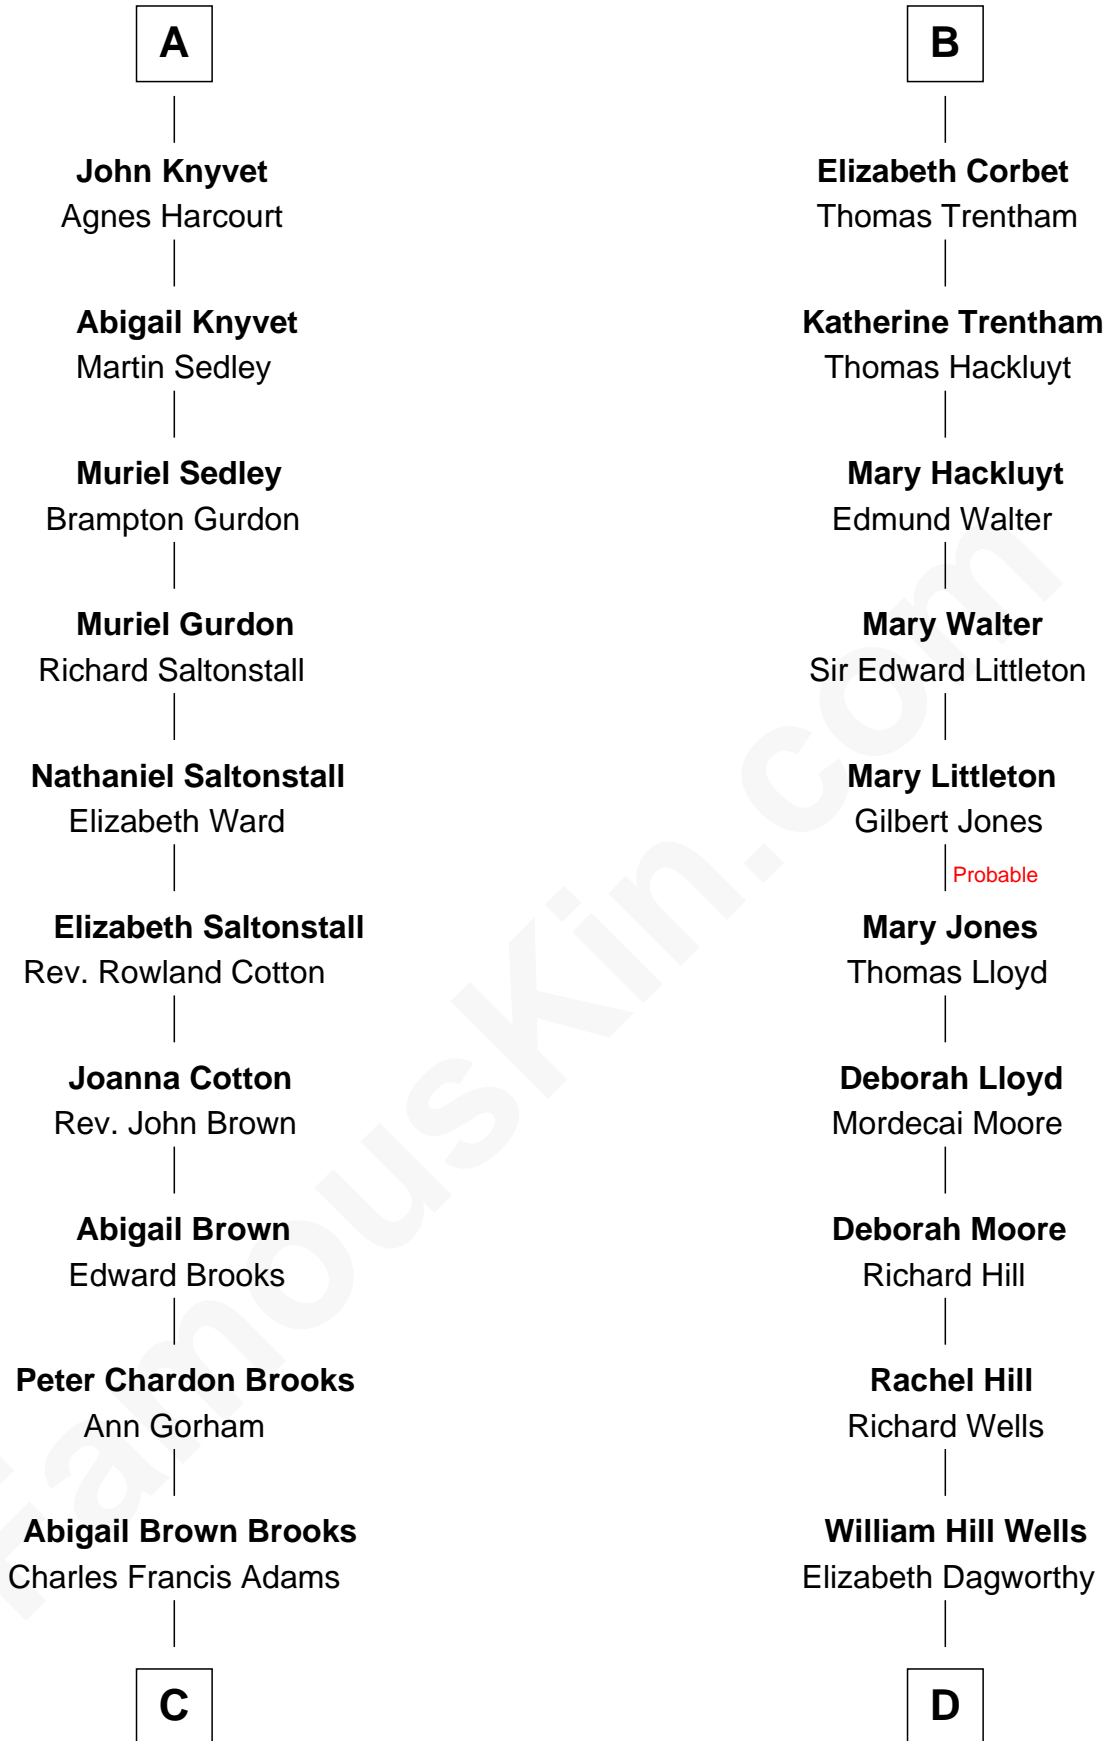 A
John Knyvet
Agnes Harcourt
Abigail Knyvet
Martin Sedley
Muriel Sedley
Brampton Gurdon
Muriel Gurdon
Richard Saltonstall
Nathaniel Saltonstall
Elizabeth Ward
Elizabeth Saltonstall
Rev. Rowland Cotton
Joanna Cotton
Rev. John Brown
Abigail Brown
Edward Brooks
Peter Chardon Brooks
Ann Gorham
Abigail Brown Brooks
Charles Francis Adams
C
B
Elizabeth Corbet
Thomas Trentham
Katherine Trentham
Thomas Hackluyt
Mary Hackluyt
Edmund Walter
Mary Walter
Sir Edward Littleton
Mary Littleton
Gilbert Jones
Probable
Mary Jones
Thomas Lloyd
Deborah Lloyd
Mordecai Moore
Deborah Moore
Richard Hill
Rachel Hill
Richard Wells
William Hill Wells
Elizabeth Dagworthy
D
FamousKin.com